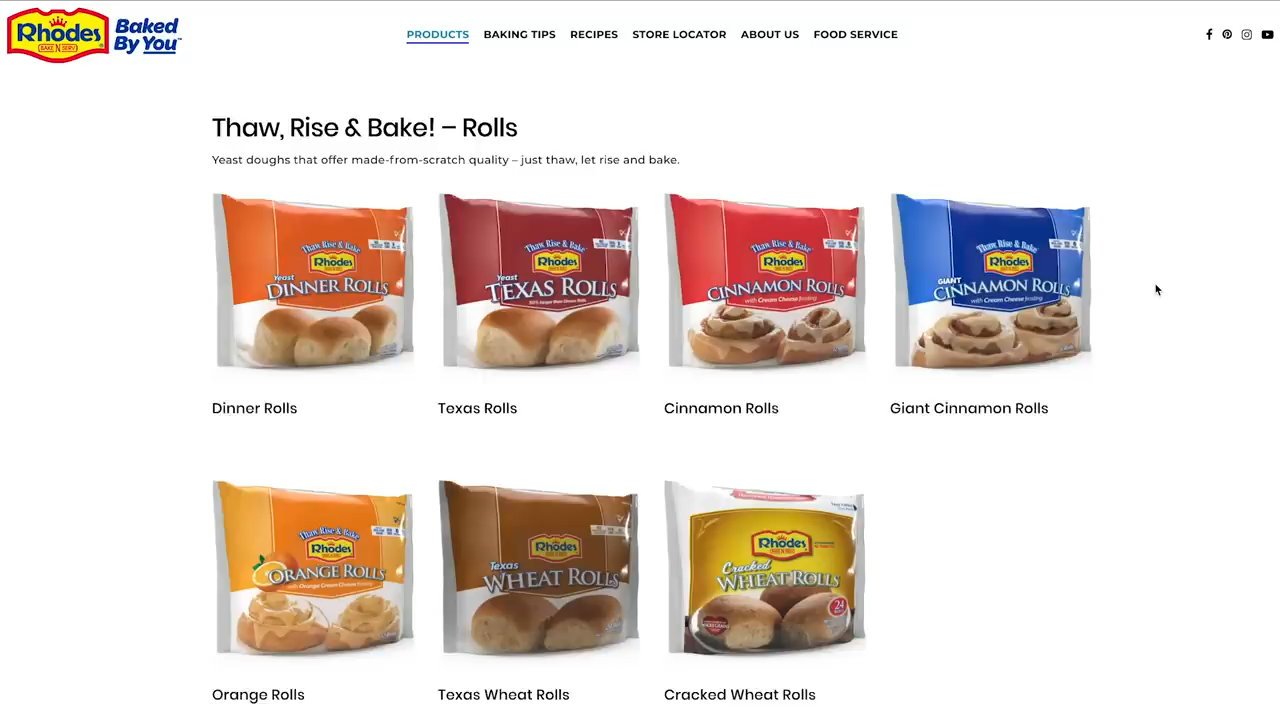 Rhodes
BAKE N SERV
Baked
By You™
PRODUCTS
BAKING TIPS
RECIPES
STORE LOCATOR
ABOUT US
FOOD SERVICE
Thaw, Rise & Bake! – Rolls
Yeast doughs that offer made-from-scratch quality – just thaw, let rise and bake.
Thaw Rise & Bake
Rhodes
Yeast
DINNER ROLLS
Thaw Rise & Bake
Rhodes
Yeast
TEXAS ROLLS
Thaw Rise & Bake
Rhodes
CINNAMON ROLLS
with Cream Cheese frosting
Thaw Rise & Bake
Rhodes
GIANT
CINNAMON ROLLS
with Cream Cheese frosting
Dinner Rolls
Texas Rolls
Cinnamon Rolls
Giant Cinnamon Rolls
Thaw Rise & Bake
Rhodes
ORANGE ROLLS
with Orange Cream Cheese frosting
Rhodes
Texas
WHEAT ROLLS
Rhodes
Cracked
WHEAT ROLLS
24
Orange Rolls
Texas Wheat Rolls
Cracked Wheat Rolls